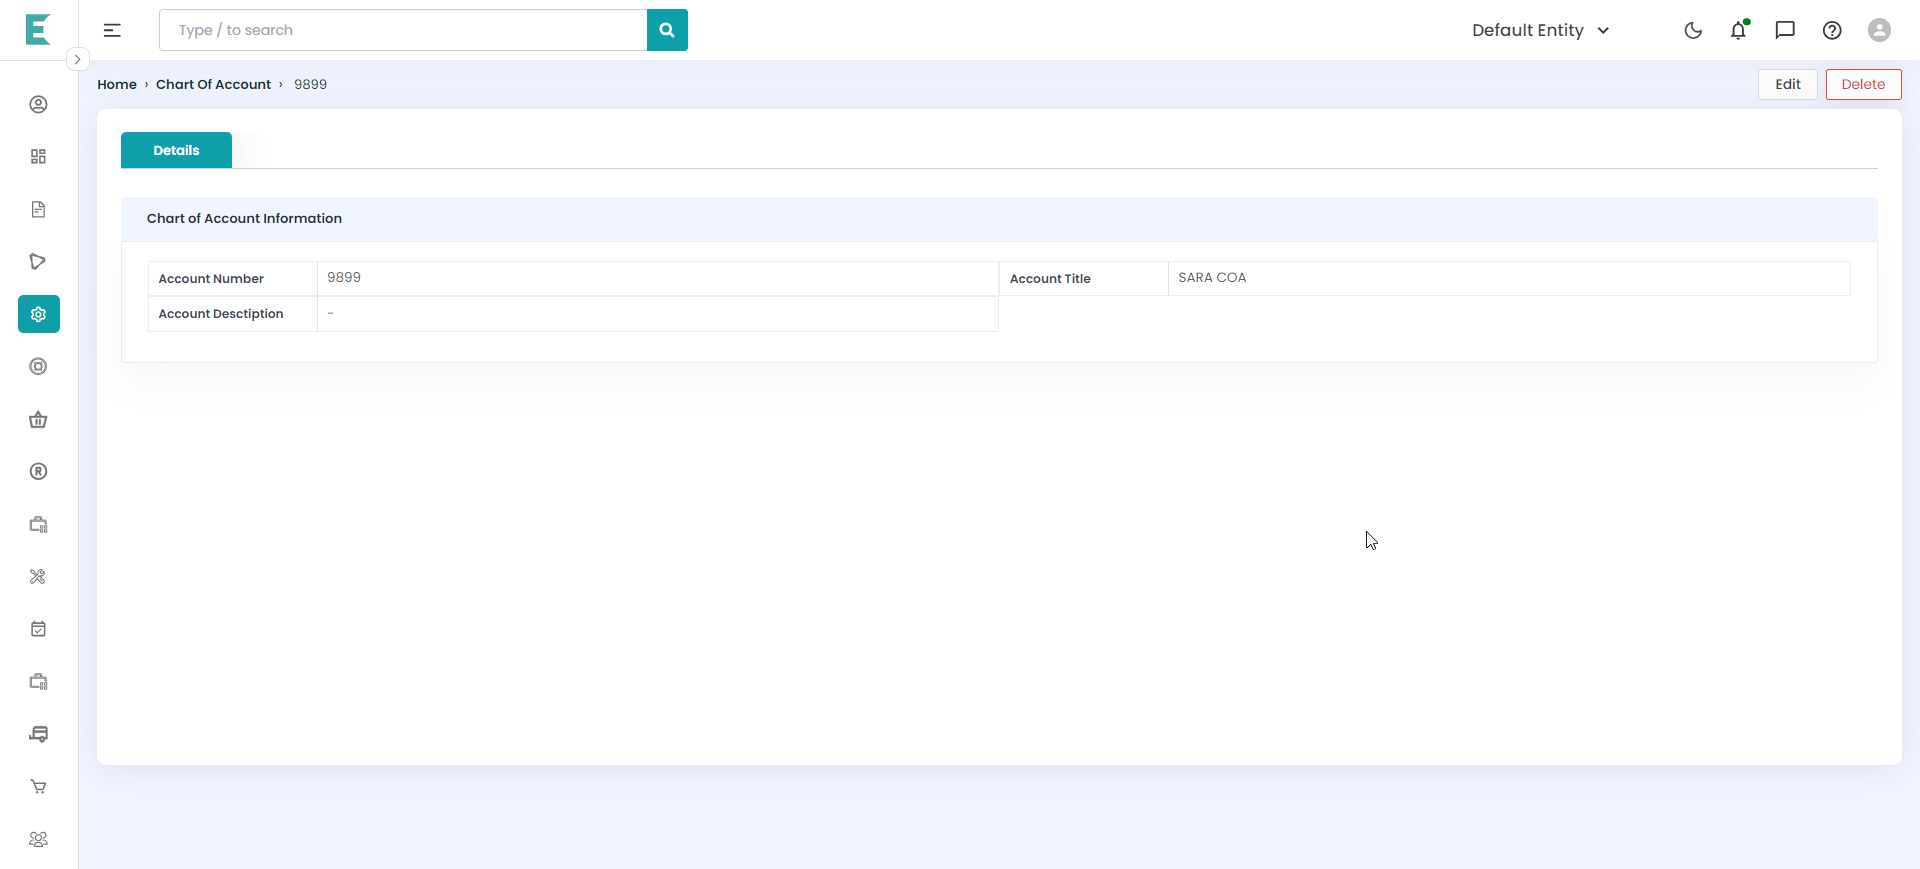 Type / to search
Default Entity
Home › Chart Of Account › 9899
Edit
Delete
Details
Chart of Account Information
Account Number 9899 Account Title SARA COA
Account Desctiption -